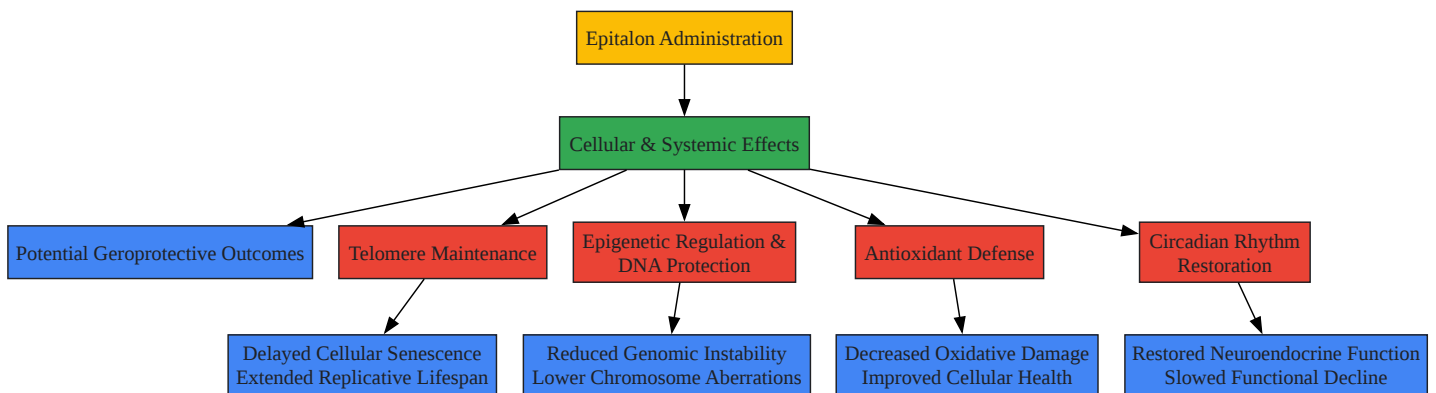 Epitalon Administration
Cellular & Systemic Effects
Potential Geroprotective Outcomes
Telomere Maintenance
Epigenetic Regulation &
DNA Protection
Antioxidant Defense
Circadian Rhythm
Restoration
Delayed Cellular Senescence
Extended Replicative Lifespan
Reduced Genomic Instability
Lower Chromosome Aberrations
Decreased Oxidative Damage
Improved Cellular Health
Restored Neuroendocrine Function
Slowed Functional Decline